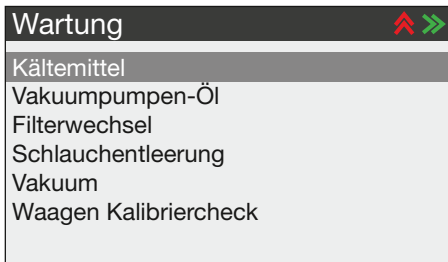 Wartung
Kältemittel
Vakuumpumpen-Öl
Filterwechsel
Schlauchentleerung
Vakuum
Waagen Kalibriercheck